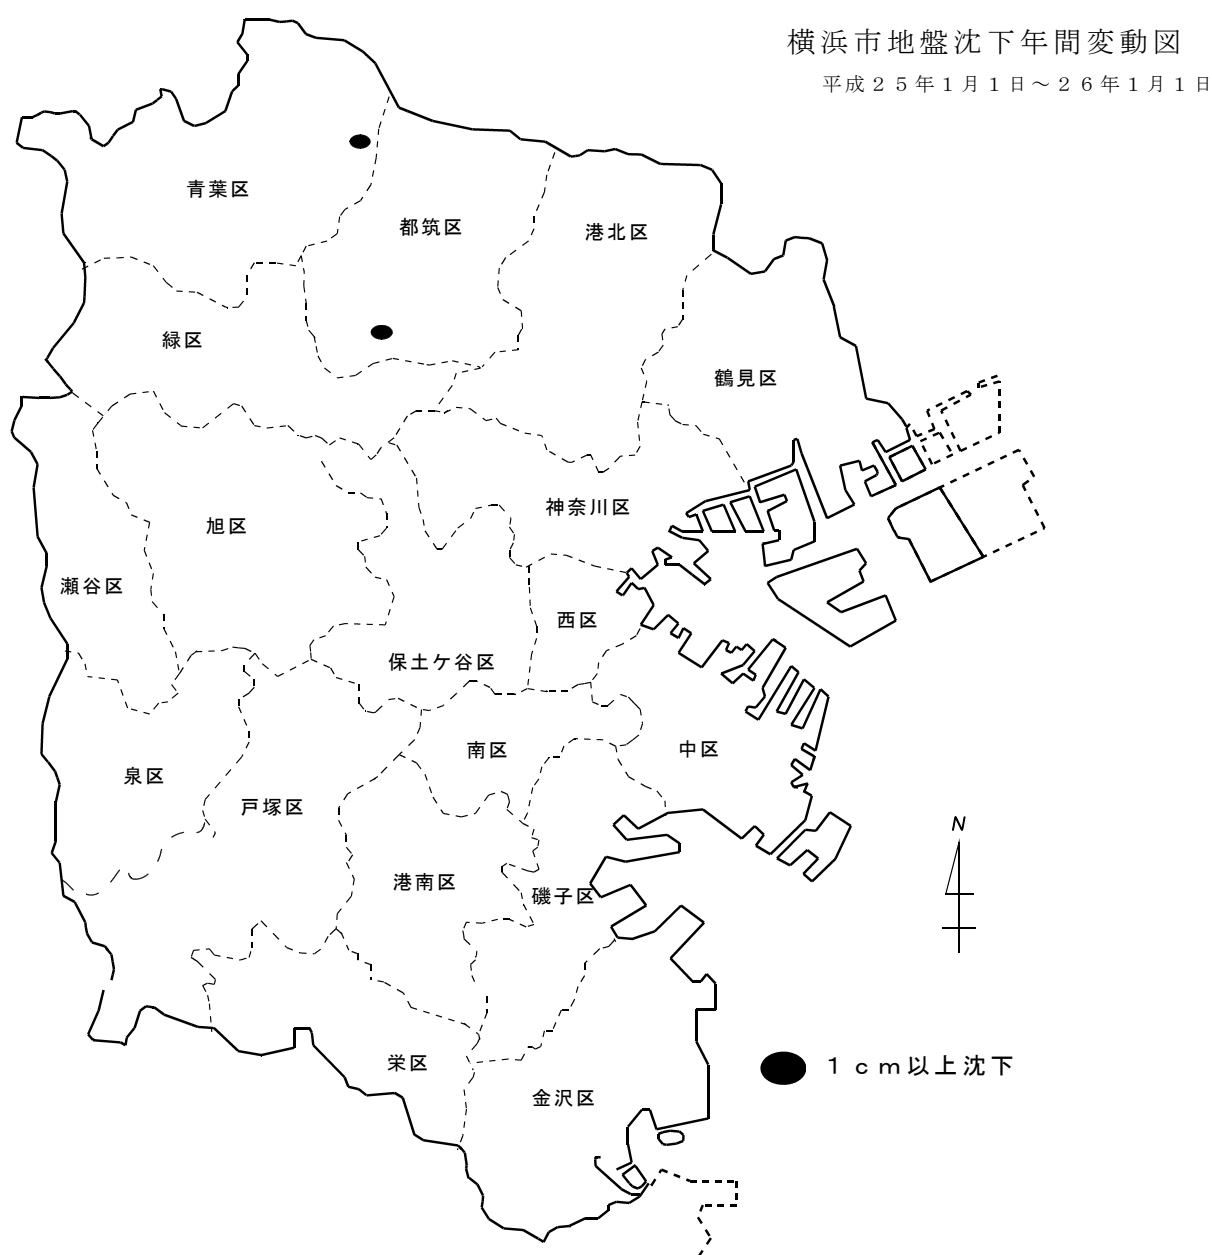 横浜市地盤沈下年間変動図
平成２５年１月１日～２６年１月１日
青葉区
都筑区
港北区
緑区
鶴見区
神奈川区
旭区
瀬谷区
西区
保土ケ谷区
南区
中区
泉区
戸塚区
港南区
磯子区
N
栄区
１ｃｍ以上沈下
金沢区